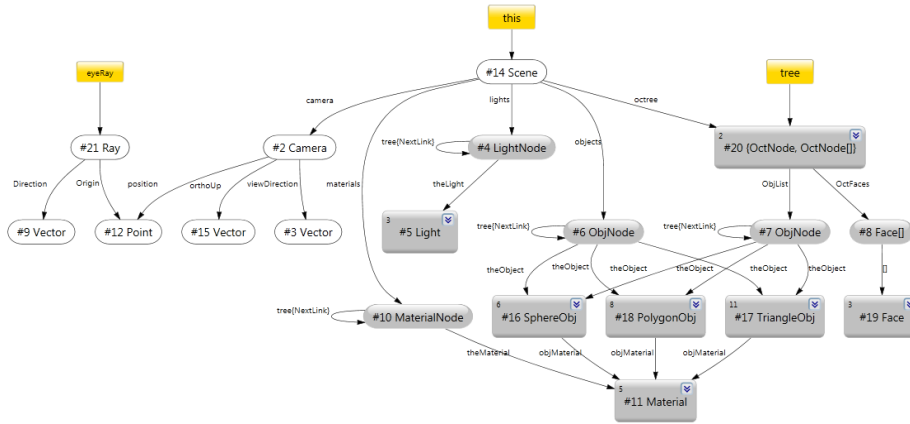 this
eyeRay
tree
#14 Scene
camera
lights
octree
2
#20 {OctNode, OctNode[]}
#21 Ray
#2 Camera
tree{NextLink}
#4 LightNode
objects
Direction
Origin
position
orthoUp
viewDirection
materials
theLight
ObjList
OctFaces
#9 Vector
#12 Point
#15 Vector
#3 Vector
3
#5 Light
tree{NextLink}
#6 ObjNode
tree{NextLink}
#7 ObjNode
#8 Face[]
theObject
theObject
theObject
theObject
theObject
[]
tree{NextLink}
#10 MaterialNode
6
#16 SphereObj
8
#18 PolygonObj
11
#17 TriangleObj
3
#19 Face
theMaterial
objMaterial
objMaterial
objMaterial
5
#11 Material